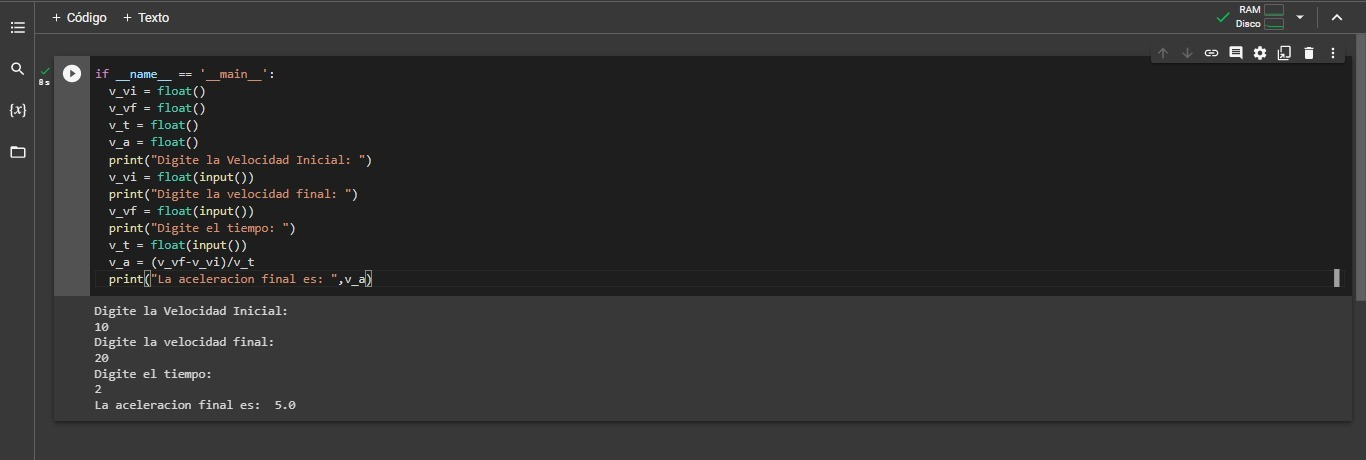 + Código + Texto
RAM
Disco
{x}
8 s
if __name__ == '__main__':
v_vi = float()
v_vf = float()
v_t = float()
v_a = float()
print("Digite la Velocidad Inicial: ")
v_vi = float(input())
print("Digite la velocidad final: ")
v_vf = float(input())
print("Digite el tiempo: ")
v_t = float(input())
v_a = (v_vf-v_vi)/v_t
print("La aceleracion final es: ",v_a)
Digite la Velocidad Inicial:
10
Digite la velocidad final:
20
Digite el tiempo:
2
La aceleracion final es:  5.0